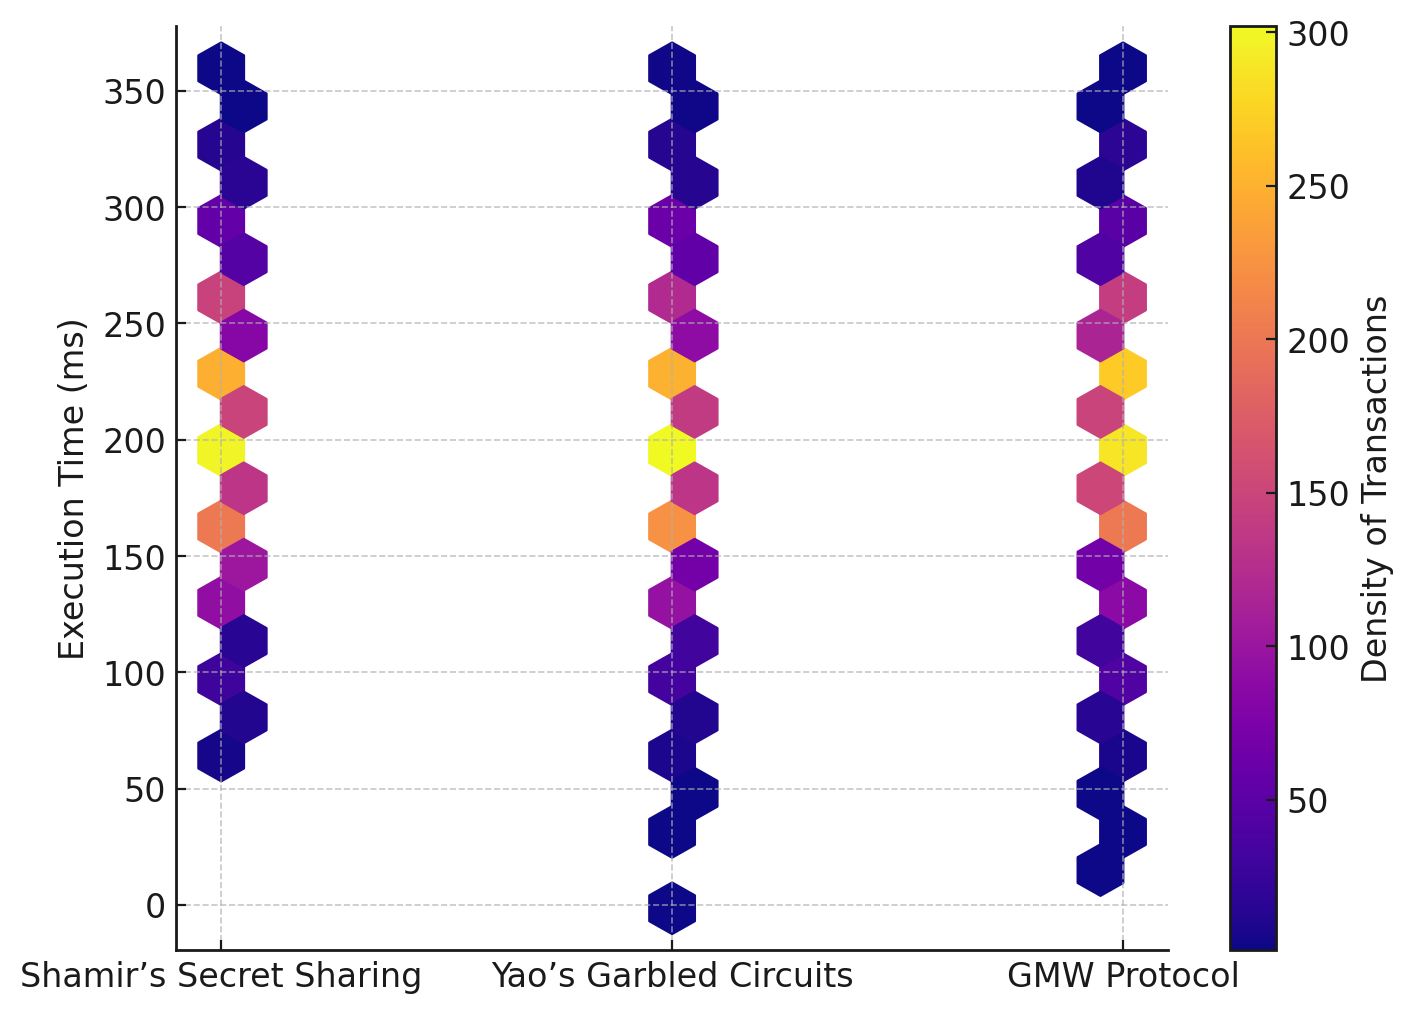 350
300
250
200
150
100
50
0
Execution Time (ms)
Shamir’s Secret Sharing
Yao’s Garbled Circuits
GMW Protocol
300
250
200
150
100
50
Density of Transactions